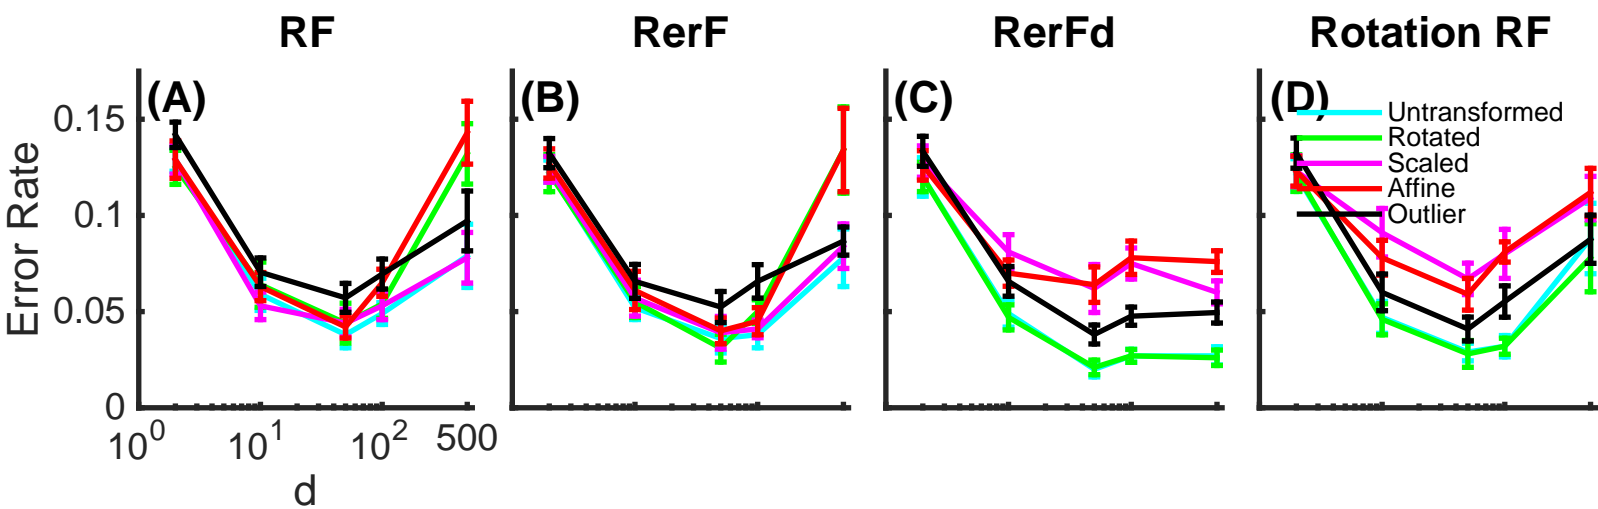 RF RerF RerFd Rotation RF
(A) (B) (C) (D)
Untransformed
Rotated
Scaled
Affine
Outlier
Error Rate
0.15
0.1
0.05
0
10^0 10^1 10^2 500
d